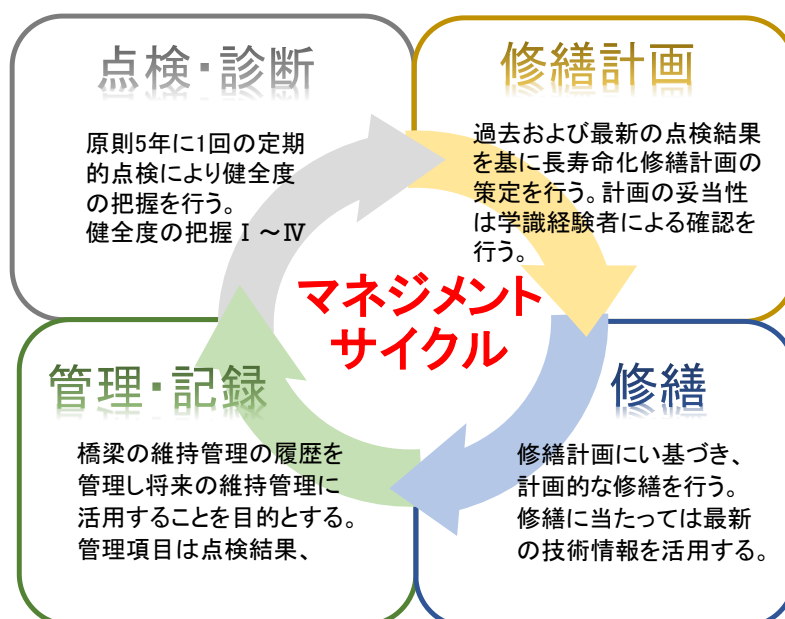 点検・診断
原則5年に1回の定期
的点検により健全度
の把握を行う。
健全度の把握Ⅰ～Ⅳ
修繕計画
過去および最新の点検結果
を基に長寿命化修繕計画の
策定を行う。計画の妥当性
は学識経験者による確認を
行う。
マネジメント
サイクル
管理・記録
橋梁の維持管理の履歴を
管理し将来の維持管理に
活用することを目的とする。
管理項目は点検結果、
修繕
修繕計画にい基づき、
計画的な修繕を行う。
修繕に当たっては最新
の技術情報を活用する。